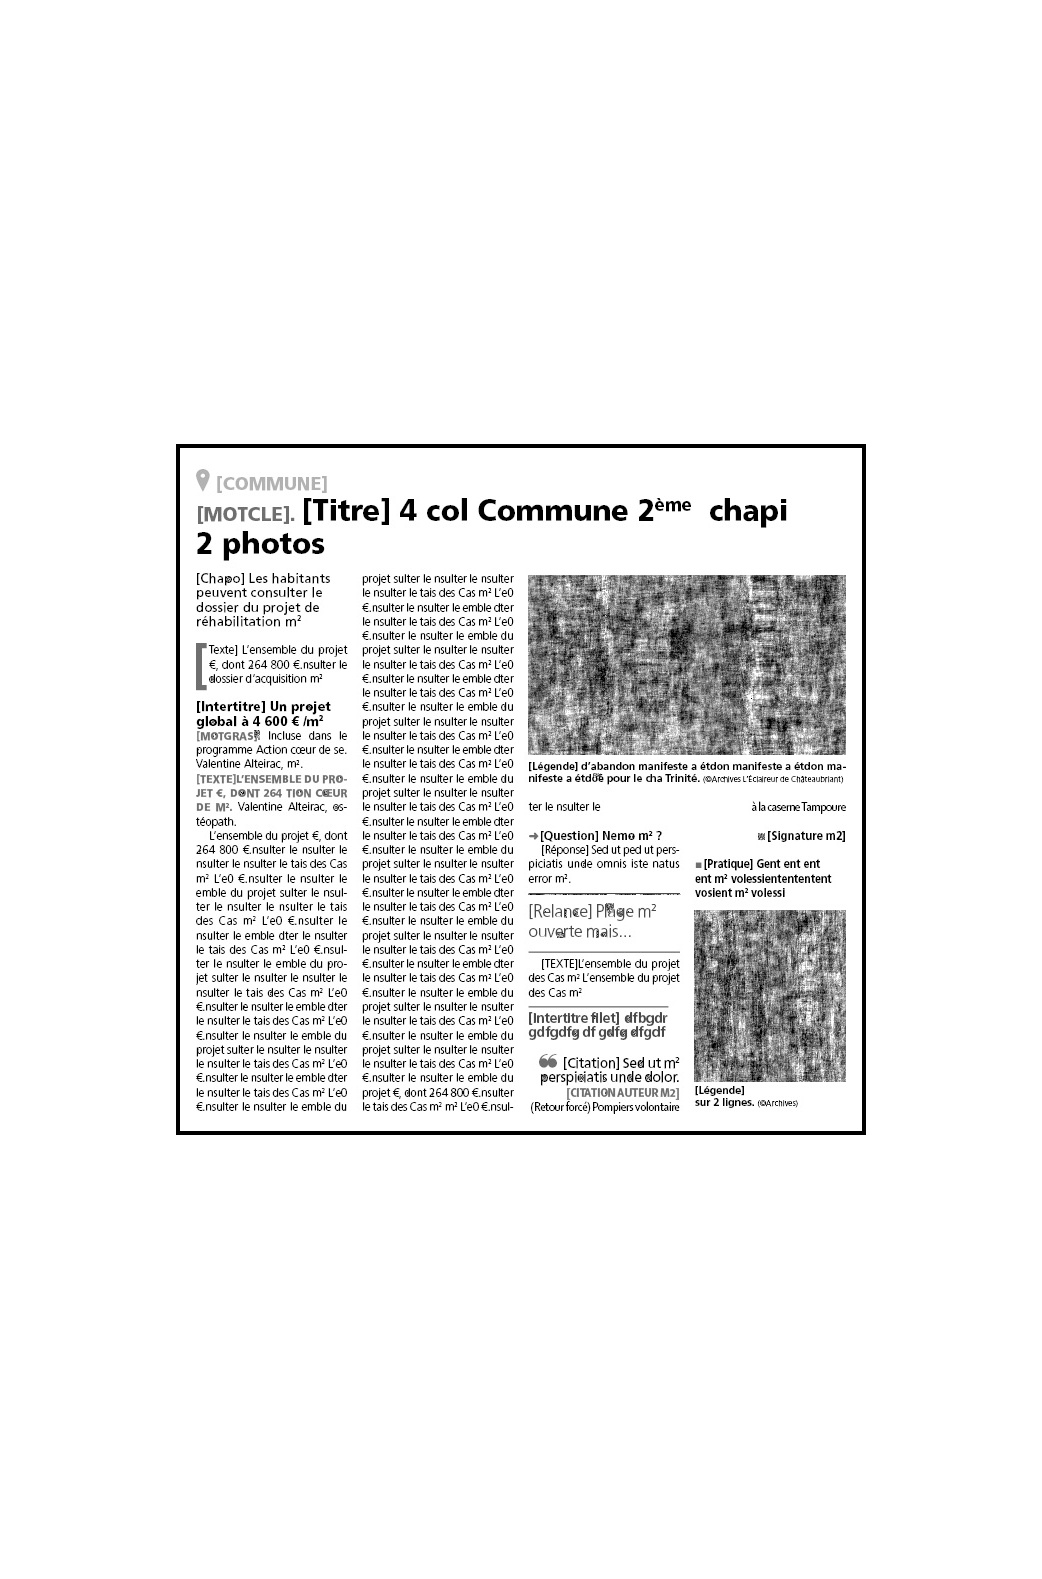 [COMMUNE]
[MOTCLE]. [Titre] 4 col Commune 2ème chapi
2 photos
[Chapo] Les habitants
peuvent consulter le
dossier du projet de
réhabilitation m²
[Texte] L'ensemble du projet
€, dont 264 800 €.nsulter le
dossier d'acquisition m²
[Intertitre] Un projet
global à 4 600 € /m²
[MOTGRAS]. Incluse dans le
programme Action cœur de se.
Valentine Alteirac, m².
[TEXTE]L'ENSEMBLE DU PRO-
JET €, DONT 264 TION CŒUR
DE M². Valentine Alteirac, os-
téopath.
L'ensemble du projet €, dont
264 800 €.nsulter le nsulter le
nsulter le nsulter le tais des Cas
m² L'e0 €.nsulter le nsulter le
emble du projet sulter le nsul-
ter le nsulter le nsulter le tais
des Cas m² L'e0 €.nsulter le
nsulter le emble dter le nsulter
le tais des Cas m² L'e0 €.nsul-
ter le nsulter le emble du pro-
jet sulter le nsulter le nsulter le
nsulter le tais des Cas m² L'e0
€.nsulter le nsulter le emble dter
le nsulter le tais des Cas m² L'e0
€.nsulter le nsulter le emble du
projet sulter le nsulter le nsulter
le nsulter le tais des Cas m² L'e0
€.nsulter le nsulter le emble dter
le nsulter le tais des Cas m² L'e0
€.nsulter le nsulter le emble du
projet sulter le nsulter le nsulter
le nsulter le tais des Cas m² L'e0
€.nsulter le nsulter le emble dter
le nsulter le tais des Cas m² L'e0
€.nsulter le nsulter le emble du
projet sulter le nsulter le nsulter
le nsulter le tais des Cas m² L'e0
€.nsulter le nsulter le emble dter
le nsulter le tais des Cas m² L'e0
€.nsulter le nsulter le emble du
projet sulter le nsulter le nsulter
le nsulter le tais des Cas m² L'e0
€.nsulter le nsulter le emble dter
le nsulter le tais des Cas m² L'e0
€.nsulter le nsulter le emble du
projet sulter le nsulter le nsulter
le nsulter le tais des Cas m² L'e0
€.nsulter le nsulter le emble dter
le nsulter le tais des Cas m² L'e0
€.nsulter le nsulter le emble du
projet sulter le nsulter le nsulter
le nsulter le tais des Cas m² L'e0
€.nsulter le nsulter le emble dter
le nsulter le tais des Cas m² L'e0
€.nsulter le nsulter le emble du
projet sulter le nsulter le nsulter
le nsulter le tais des Cas m² L'e0
€.nsulter le nsulter le emble dter
le nsulter le tais des Cas m² L'e0
€.nsulter le nsulter le emble du
projet sulter le nsulter le nsulter
le nsulter le tais des Cas m² L'e0
€.nsulter le nsulter le emble du
projet sulter le nsulter le nsulter
le nsulter le tais des Cas m² L'e0
€.nsulter le nsulter le emble du
projet €, dont 264 800 €.nsulter
le tais des Cas m² m² L'e0 €.nsul-
[Légende] d'abandon manifeste a étdon manifeste a étdon ma-
nifeste a étdoe pour le cha Trinité. (©Archives L'Éclaireur de Châteaubriant)
ter le nsulter le
➜ [Question] Nemo m² ?
[Réponse] Sed ut ped ut pers-
piciatis unde omnis iste natus
error m².
[Relance] Plage m²
ouverte mais…
[TEXTE]L'ensemble du projet
des Cas m² L'ensemble du projet
des Cas m²
[Intertitre filet] dfbgdr
gdfgdfg df gdfg dfgdf
❝ [Citation] Sed ut m²
perspiciatis unde dolor.
[CITATION AUTEUR M2]
(Retour forcé) Pompiers volontaire
à la caserne Tampoure
[Signature m2]
■ [Pratique] Gent ent ent
ent m² volessientententent
vosient m² volessi
[Légende]
sur 2 lignes. (©Archives)